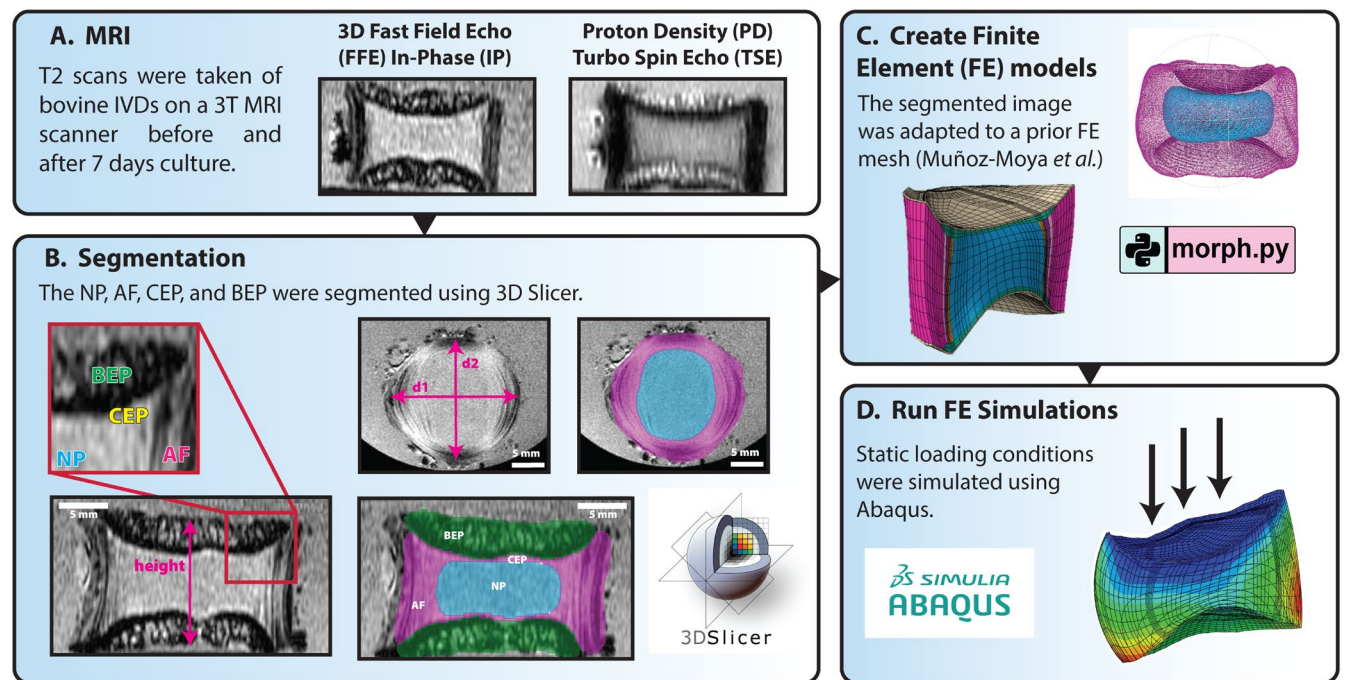 A. MRI
T2 scans were taken of
bovine IVDs on a 3T MRI
scanner before and
after 7 days culture.
3D Fast Field Echo
(FFE) In-Phase (IP)
Proton Density (PD)
Turbo Spin Echo (TSE)
B. Segmentation
The NP, AF, CEP, and BEP were segmented using 3D Slicer.
BEP
CEP
NP
AF
d2
d1
5 mm
5 mm
5 mm
height
5 mm
BEP
CEP
NP
AF
3DSlicer
C. Create Finite
Element (FE) models
The segmented image
was adapted to a prior FE
mesh (Muñoz-Moya et al.)
morph.py
D. Run FE Simulations
Static loading conditions
were simulated using
Abaqus.
3DS SIMULIA
ABAQUS